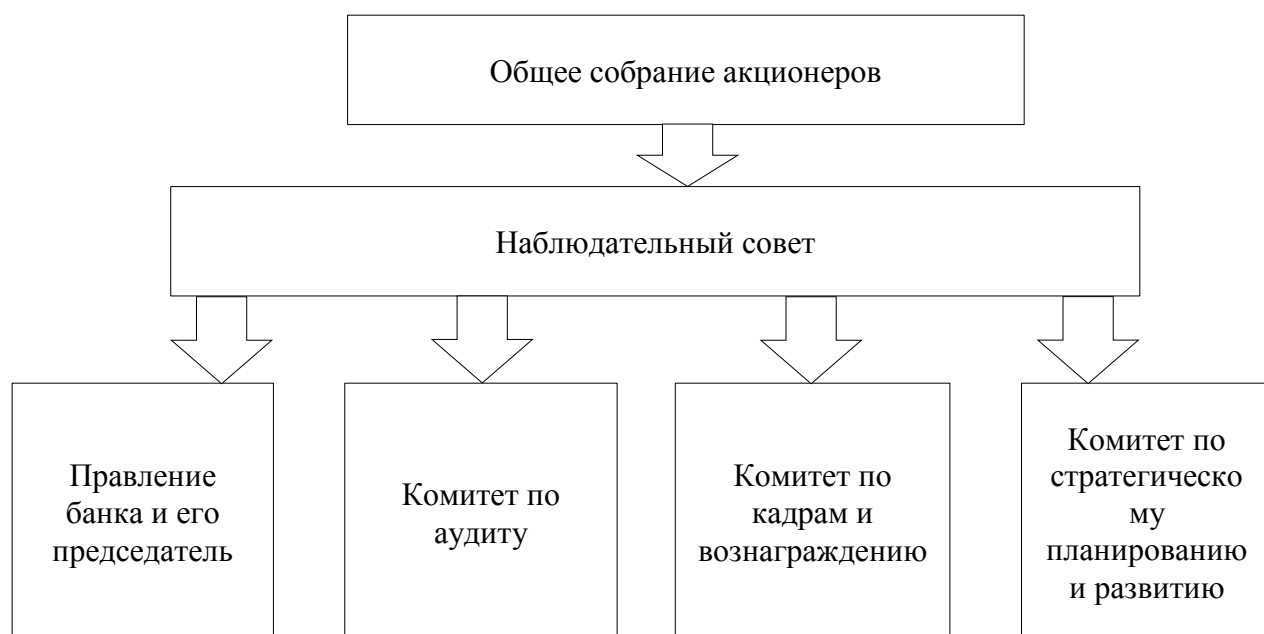 Общее собрание акционеров
Наблюдательный совет
Правление
банка и его
председатель
Комитет по
аудиту
Комитет по
кадрам и
вознаграждению
Комитет по
стратегическо
му
планированию
и развитию